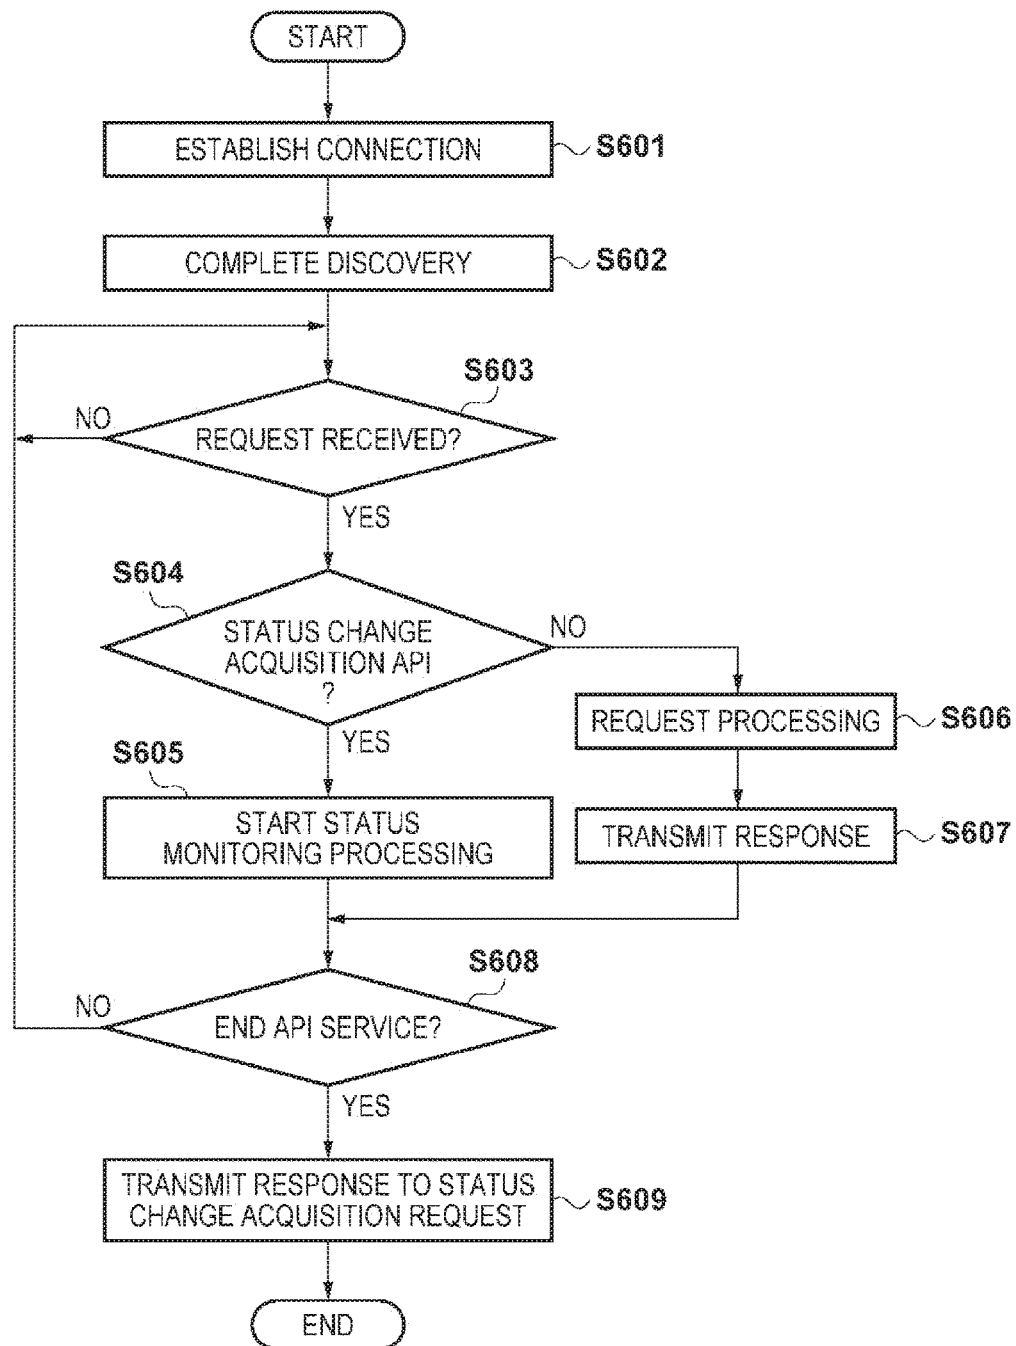 START
ESTABLISH CONNECTION
S601
COMPLETE DISCOVERY
S602
S603
NO
REQUEST RECEIVED?
YES
S604
STATUS CHANGE
ACQUISITION API
?
NO
YES
REQUEST PROCESSING
S606
S605
START STATUS
MONITORING PROCESSING
TRANSMIT RESPONSE
S607
S608
NO
END API SERVICE?
YES
TRANSMIT RESPONSE TO STATUS
CHANGE ACQUISITION REQUEST
S609
END